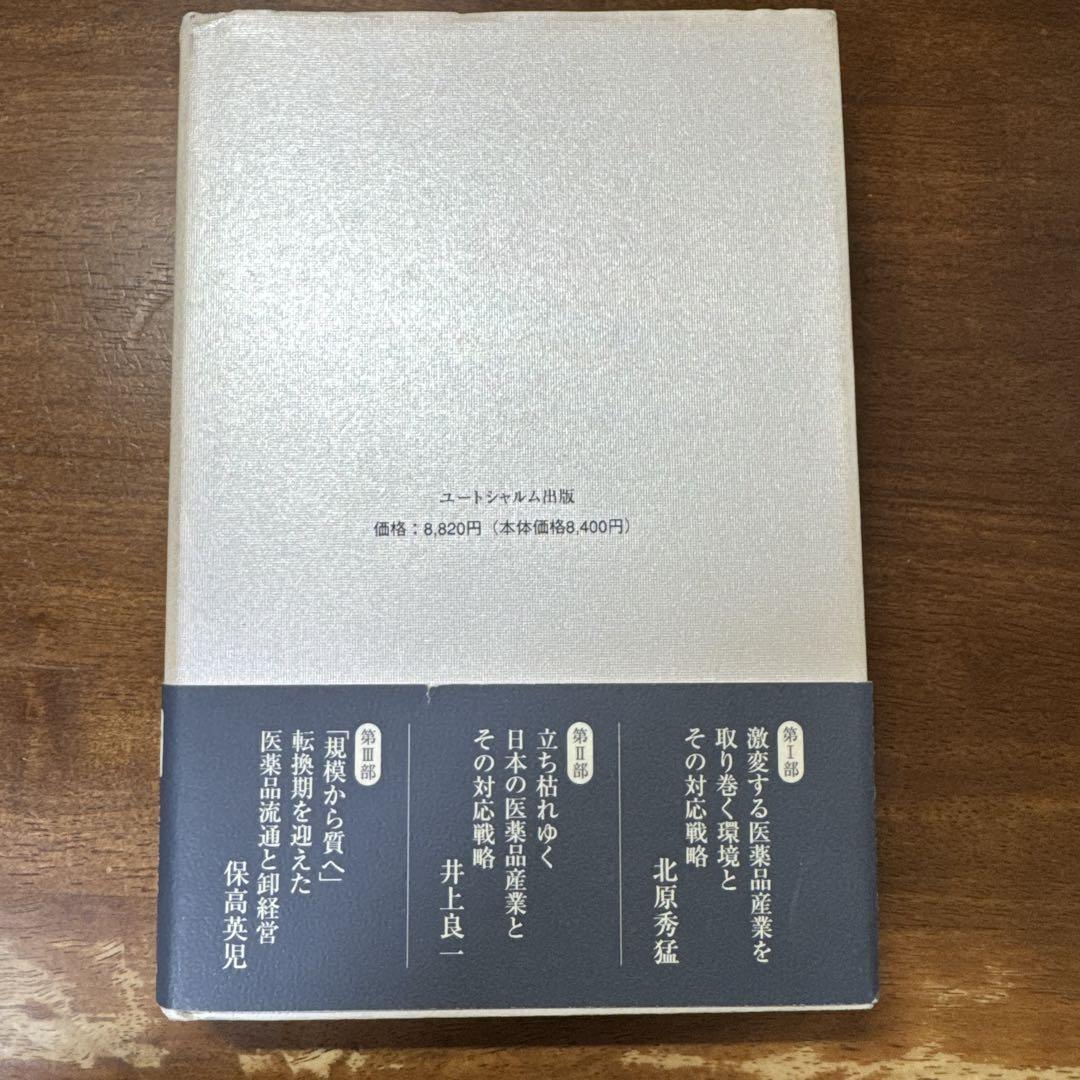 ユートシャルム出版
価格：8,820円（本体価格8,400円）
第Ⅰ部
激変する医薬品産業を
取り巻く環境と
その対応戦略
北原秀猛
第Ⅱ部
立ち枯れゆく
日本の医薬品産業と
その対応戦略
井上良一
第Ⅲ部
「規模から質へ」
転換期を迎えた
医薬品流通と卸経営
保高英児